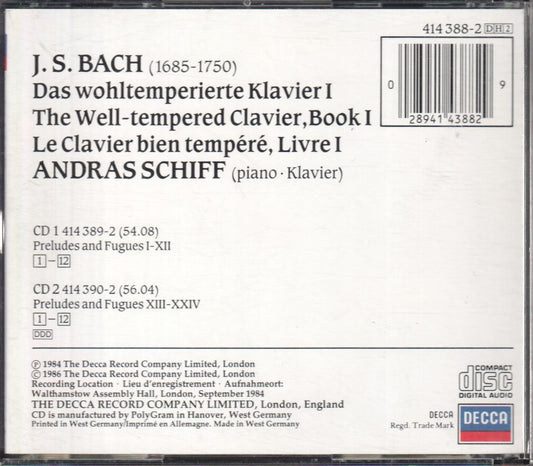 414 388-2 DH2
J. S. BACH (1685-1750)
Das wohltemperierte Klavier I
The Well-tempered Clavier, Book I
Le Clavier bien tempéré, Livre I
ANDRAS SCHIFF (piano · Klavier)
0 28941 43882 9
CD 1 414 389-2 (54.08)
Preludes and Fugues I-XII
1 – 12
CD 2 414 390-2 (56.04)
Preludes and Fugues XIII-XXIV
1 – 12
DDD
Ⓟ 1984 The Decca Record Company Limited, London
© 1986 The Decca Record Company Limited, London
Recording Location · Lieu d'enregistrement · Aufnahmeort:
Walthamstow Assembly Hall, London, September 1984
THE DECCA RECORD COMPANY LIMITED, London, England
CD is manufactured by PolyGram in Hanover, West Germany
Printed in West Germany/Imprimé en Allemagne. Made in West Germany
DECCA
Regd. Trade Mark
COMPACT
disc
DIGITAL AUDIO
DECCA